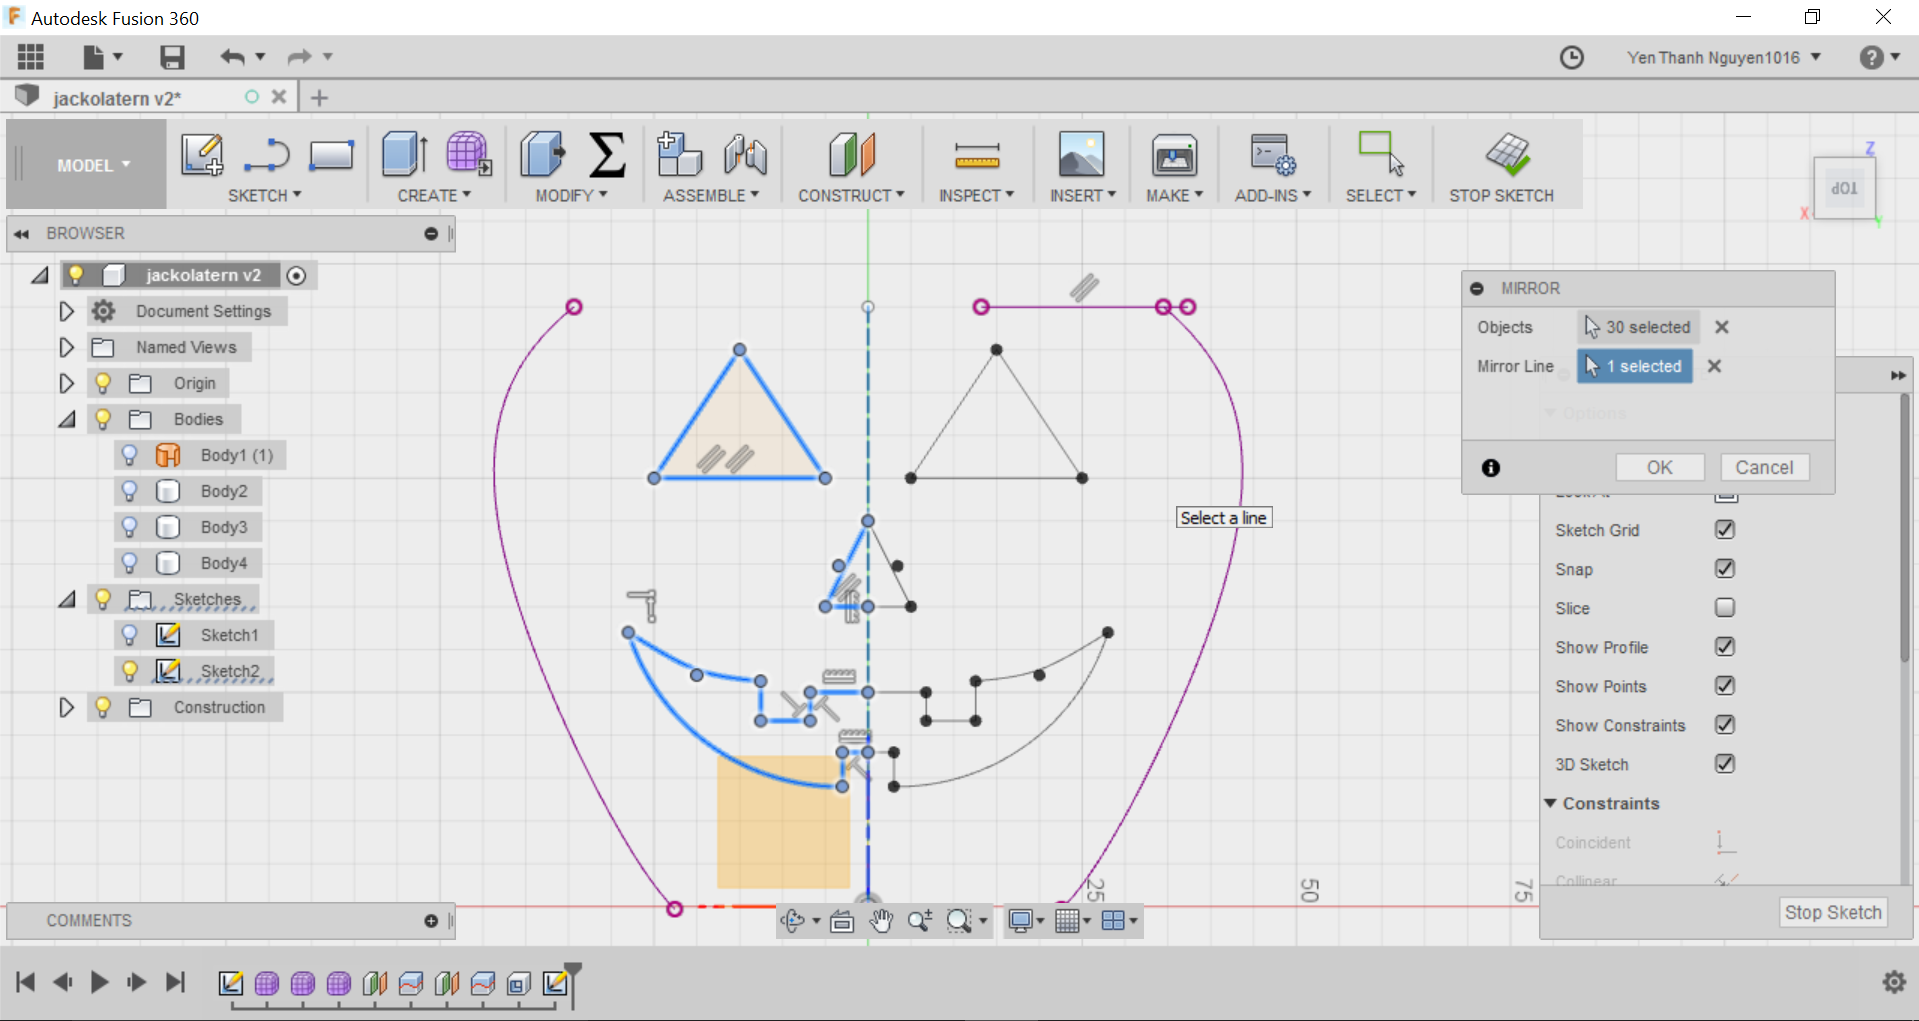 Autodesk Fusion 360
Yen Thanh Nguyen1016
jackolatern v2*
MODEL
SKETCH
CREATE
MODIFY
ASSEMBLE
CONSTRUCT
INSPECT
INSERT
MAKE
ADD-INS
SELECT
STOP SKETCH
Z
TOP
X
Y
BROWSER
jackolatern v2
Document Settings
Named Views
Origin
Bodies
Body1 (1)
Body2
Body3
Body4
Sketches
Sketch1
Sketch2
Construction
MIRROR
Objects
30 selected
Mirror Line
1 selected
Options
OK
Cancel
Select a line
Sketch Grid
Snap
Slice
Show Profile
Show Points
Show Constraints
3D Sketch
Constraints
Coincident
Collinear
25
50
75
Stop Sketch
COMMENTS